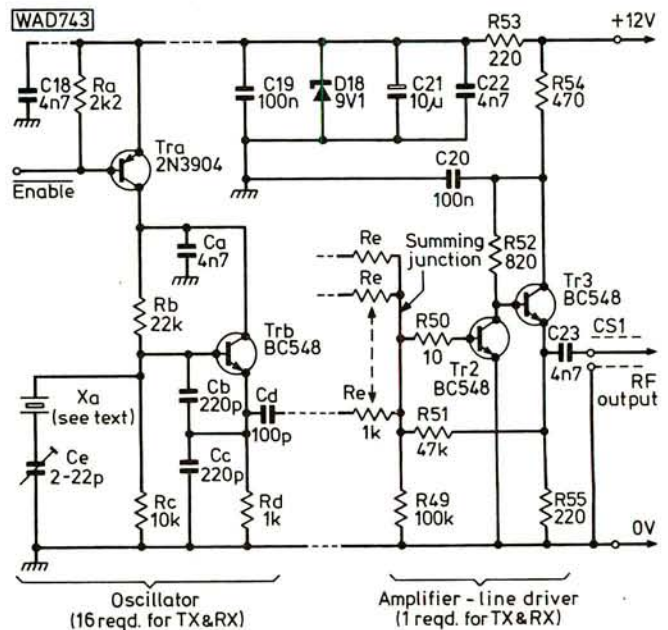 WAD743
R53
220
+12V
C18
4n7
Ra
2k2
C19
100n
D18
9V1
C21
10μ
C22
4n7
R54
470
Tra
2N3904
Enable
C20
100n
Ca
4n7
Re
Summing
junction
R52
820
Re
Tr3
BC548
Rb
22k
Trb
BC548
R50
10
Tr2
BC548
C23
4n7
CS1
RF
output
Xa
(see text)
Cb
220p
Cd
100p
Re
1k
R51
47k
Ce
2-22p
Cc
220p
Rc
10k
Rd
1k
R49
100k
R55
220
0V
Oscillator
(16 reqd. for TX&RX)
Amplifier - line driver
(1 reqd. for TX&RX)